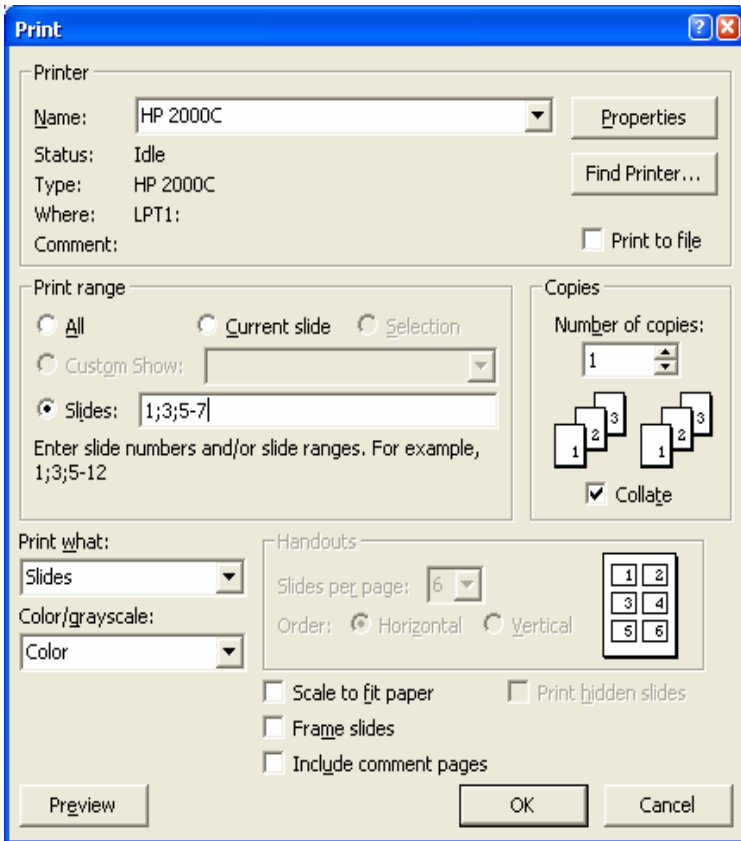 Print
Printer
Name: HP 2000C Properties
Status: Idle
Type: HP 2000C Find Printer...
Where: LPT1:
Comment: Print to file
Print range
All Current slide Selection
Custom Show:
Slides: 1;3;5-7
Enter slide numbers and/or slide ranges. For example,
1;3;5-12
Copies
Number of copies:
1
1 2 3 1 2 3
Collate
Print what:
Slides
Color/grayscale:
Color
Handouts
Slides per page: 6
Order: Horizontal Vertical
1 2
3 4
5 6
Scale to fit paper Print hidden slides
Frame slides
Include comment pages
Preview OK Cancel